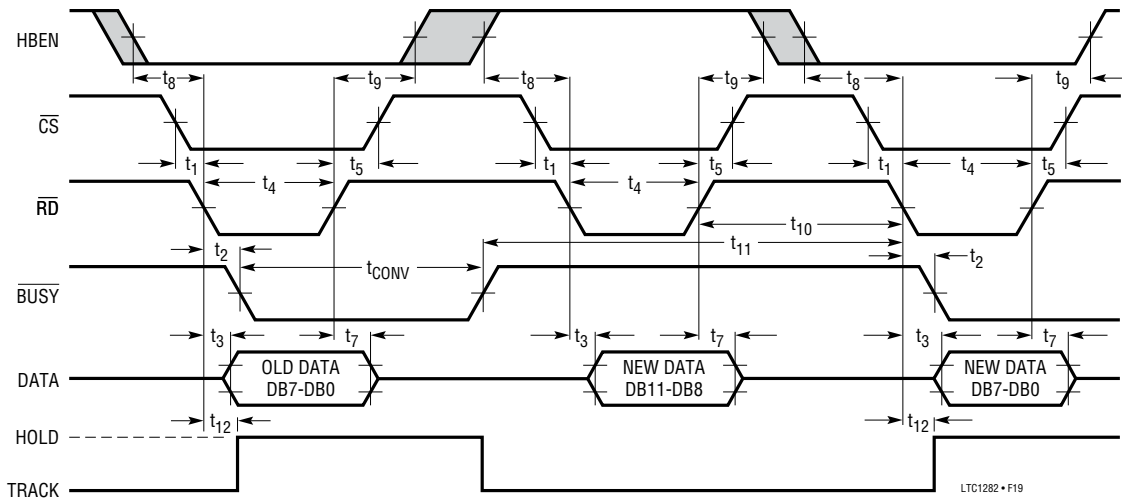 HBEN
t8 t9 t8 t9 t8 t9
CS
t1 t5 t1 t5 t1 t5
t4 t4 t4
RD
t10
t2 t11
tCONV t2
BUSY
t3 t7 t3 t7 t3 t7
DATA
OLD DATA
DB7-DB0
NEW DATA
DB11-DB8
NEW DATA
DB7-DB0
t12 t12
HOLD
TRACK
LTC1282 • F19